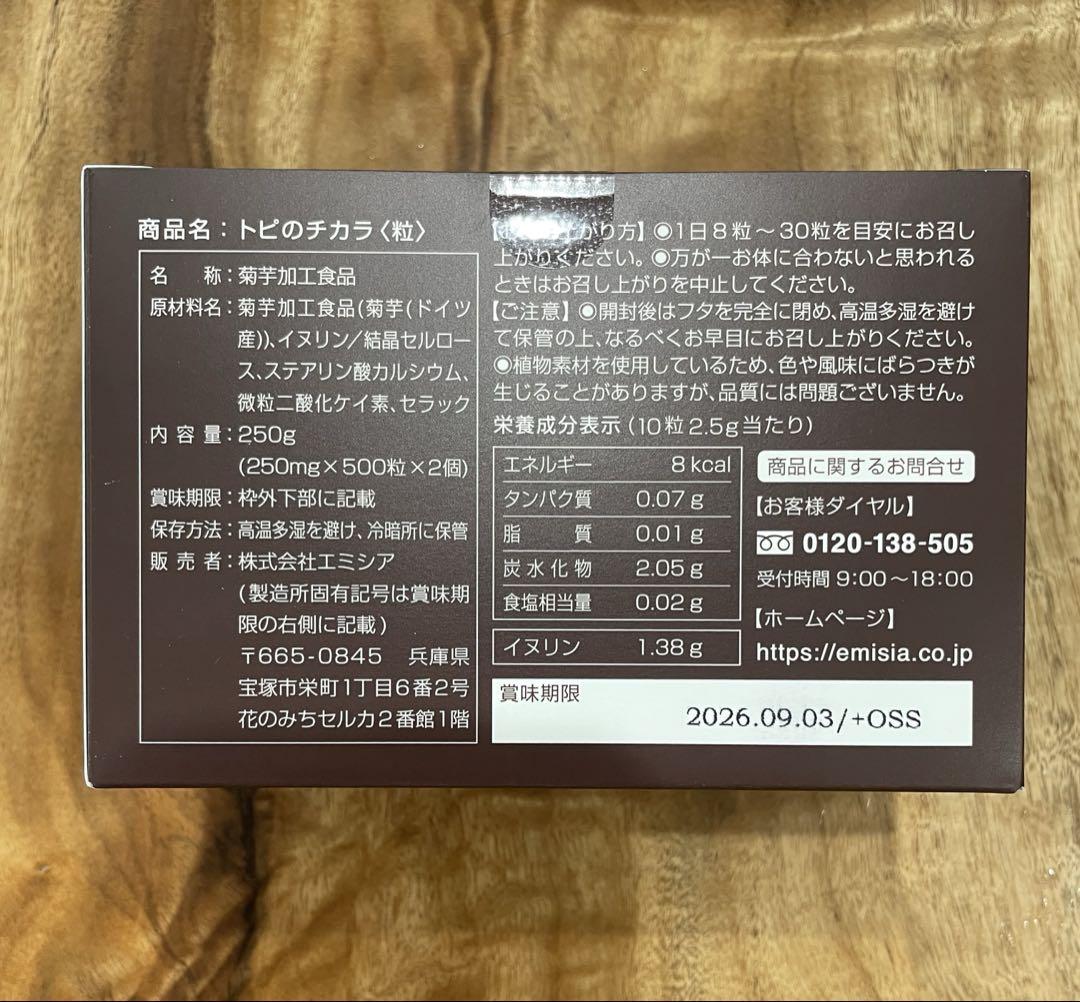 商品名：トピのチカラ〈粒〉
名　称：菊芋加工食品
原材料名：菊芋加工食品(菊芋(ドイツ
産))、イヌリン／結晶セルロー
ス、ステアリン酸カルシウム、
微粒二酸化ケイ素、セラック
内容量：250g
(250mg×500粒×2個)
賞味期限：枠外下部に記載
保存方法：高温多湿を避け、冷暗所に保管
販売者：株式会社エミシア
(製造所固有記号は賞味期
限の右側に記載)
〒665-0845　兵庫県
宝塚市栄町1丁目6番2号
花のみちセルカ2番館1階
がり方】◉1日8粒～30粒を目安にお召し
上がりください。◉万が一お体に合わないと思われる
ときはお召し上がりを中止してください。
【ご注意】◉開封後はフタを完全に閉め、高温多湿を避け
て保管の上、なるべくお早目にお召し上がりください。
◉植物素材を使用しているため、色や風味にばらつきが
生じることがありますが、品質には問題ございません。
栄養成分表示(10粒2.5g当たり)
エネルギー 8kcal
タンパク質 0.07g
脂質 0.01g
炭水化物 2.05g
食塩相当量 0.02g
イヌリン 1.38g
商品に関するお問合せ
【お客様ダイヤル】
0120-138-505
受付時間 9:00～18:00
【ホームページ】
https://emisia.co.jp
賞味期限
2026.09.03/+OSS